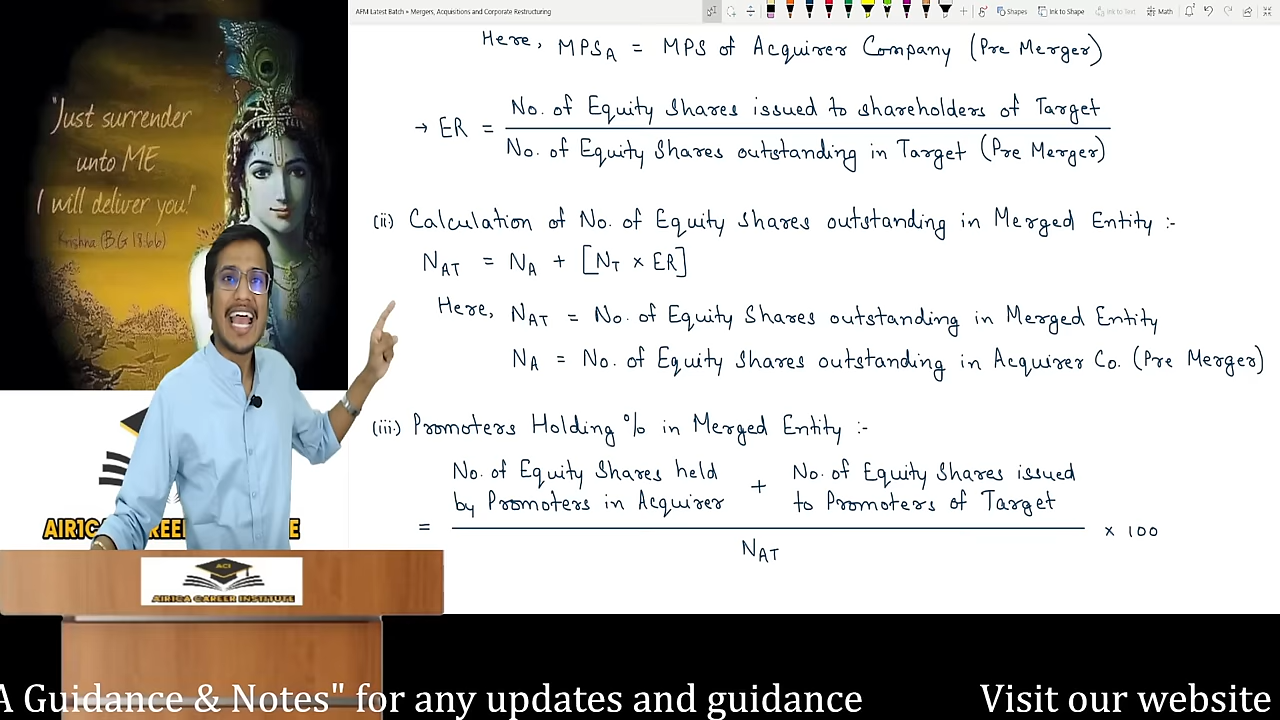 AFM Latest Batch » Mergers, Acquisitions and Corporate Restructuring
Shapes
Ink to Shape
Ink to Text
Math
Here, MPSA = MPS of Acquirer Company (Pre Merger)
→ ER = No. of Equity Shares issued to shareholders of Target
No. of Equity Shares outstanding in Target (Pre Merger)
(ii) Calculation of No. of Equity Shares outstanding in Merged Entity :-
NAT = NA + [NT × ER]
Here, NAT = No. of Equity Shares outstanding in Merged Entity
NA = No. of Equity Shares outstanding in Acquirer Co. (Pre Merger)
(iii.) Promoters Holding % in Merged Entity :-
No. of Equity Shares held + No. of Equity Shares issued
by Promoters in Acquirer to Promoters of Target
= × 100
NAT
"Just surrender
unto ME
I will deliver you!"
Krishna (BG 18:66)
ACI
AIR1CA CAREER INSTITUTE
A Guidance & Notes" for any updates and guidance Visit our website